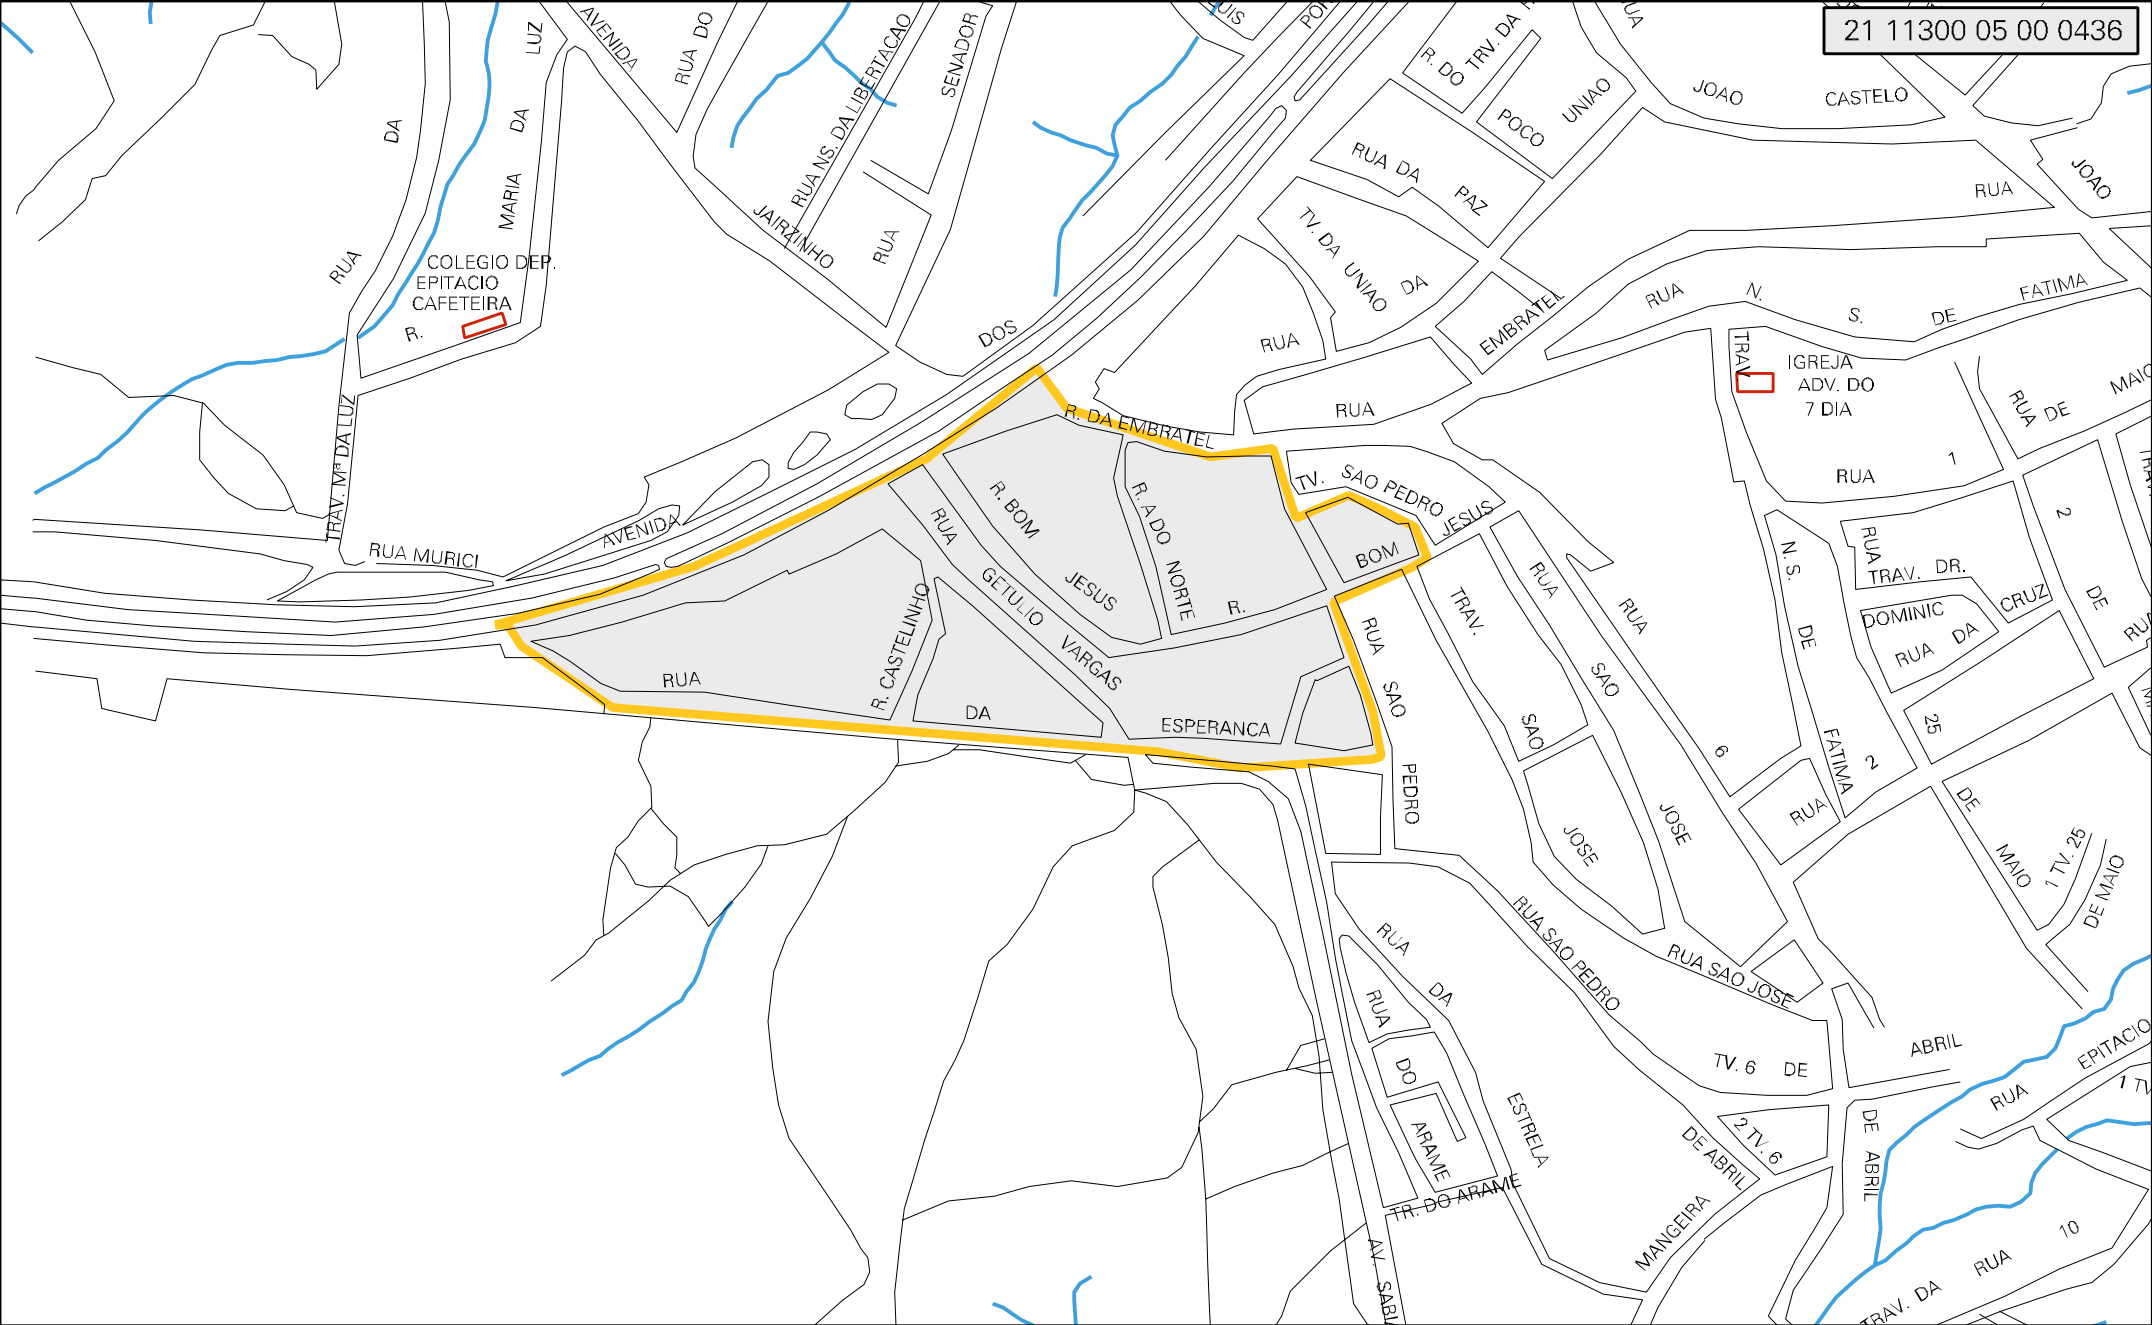 21 11300 05 00 0436
AVENIDA
RUA DO
LUZ
DA
MARIA
RUA NS. DA LIBERTACAO
SENADOR
R. DO
TRV. DA
POCO
UNIAO
JOAO
CASTELO
DA
RUA
RUA DA
PAZ
RUA
JOAO
JAIRZINHO
RUA
TV. DA UNIAO
DA
COLEGIO DEP.
EPITACIO
CAFETEIRA
R.
DOS
RUA
EMBRATEL
RUA
N.
S.
DE
FATIMA
TRAV
IGREJA
ADV. DO
7 DIA
RUA DE
MAIO
RUA
R. DA EMBRATEL
TRAV. Mª DA LUZ
RUA
1
TV.
SAO PEDRO
JESUS
BOM
R. BOM
JESUS
R. A DO
NORTE
R.
RUA
GETULIO
VARGAS
AVENIDA
RUA MURICI
R. CASTELINHO
RUA
DA
ESPERANCA
RUA
SAO
PEDRO
TRAV.
SAO
JOSE
RUA
SAO
JOSE
RUA
6
N.S.
DE
FATIMA
RUA
TRAV. DR.
DOMINIC
CRUZ
RUA DA
2
DE
25
2
RUA
DE
MAIO
1 TV. 25
DE MAIO
RUA SAO PEDRO
RUA SAO JOSE
RUA
DA
ESTRELA
RUA
DO
ARAME
TR. DO ARAME
TV. 6 DE
ABRIL
2 TV. 6
DE ABRIL
DE ABRIL
MANGEIRA
RUA
EPITACIO
1 TV
AV.
RUA
10
TRAV. DA